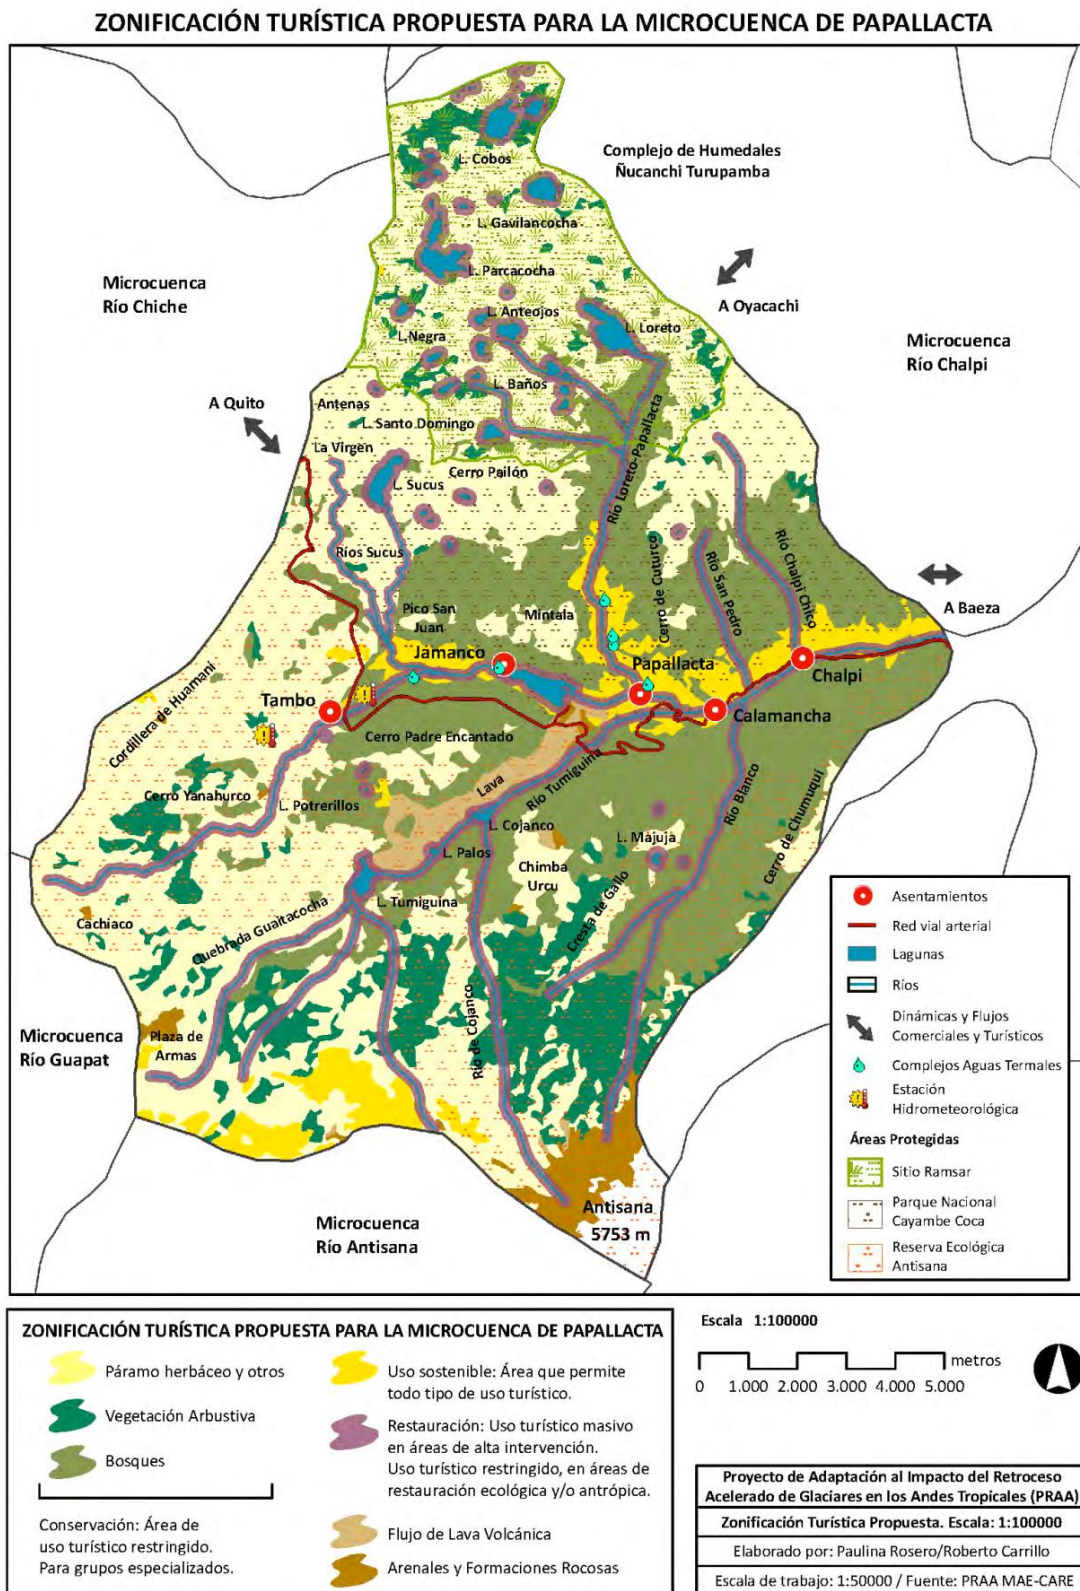 ZONIFICACIÓN TURÍSTICA PROPUESTA PARA LA MICROCUENCA DE PAPALLACTA
Complejo de Humedales
Ñucanchi Turupamba
L. Cobos
L. Gavilancocha
L. Parcacocha
Microcuenca
Río Chiche
A Oyacachi
L. Anteojos
L. Loreto
L.Negra
Microcuenca
Río Chalpi
L. Baños
A Quito
Antenas
L. Santo Domingo
La Virgen
Cerro Pailón
L. Sucus
Río Loreto-Papallacta
Ríos Sucus
Cerro de Cuturco
Río San Pedro
Río Chalpi Chico
A Baeza
Pico San
Juan
Mintala
Jamanco
Papallacta
Chalpi
Tambo
Calamancha
Cordillera de Huamani
Cerro Padre Encantado
Lava
Río Tumiguina
Río Blanco
Cerro Yanahurco
L. Potrerillos
L. Cojanco
L. Majuja
Cerro de Chumuqui
L. Palos
Chimba
Urcu
Cresta de Gallo
L. Tumiguina
Cachiaco
Quebrada Guaitacocha
Río de Cojanco
Microcuenca
Río Guapat
Plaza de
Armas
Antisana
5753 m
Microcuenca
Río Antisana
Asentamientos
Red vial arterial
Lagunas
Ríos
Dinámicas y Flujos
Comerciales y Turísticos
Complejos Aguas Termales
Estación
Hidrometeorológica
Áreas Protegidas
Sitio Ramsar
Parque Nacional
Cayambe Coca
Reserva Ecológica
Antisana
ZONIFICACIÓN TURÍSTICA PROPUESTA PARA LA MICROCUENCA DE PAPALLACTA
Páramo herbáceo y otros
Vegetación Arbustiva
Bosques
Conservación: Área de
uso turístico restringido.
Para grupos especializados.
Uso sostenible: Área que permite
todo tipo de uso turístico.
Restauración: Uso turístico masivo
en áreas de alta intervención.
Uso turístico restringido, en áreas de
restauración ecológica y/o antrópica.
Flujo de Lava Volcánica
Arenales y Formaciones Rocosas
Escala 1:100000
metros
0 1.000 2.000 3.000 4.000 5.000
Proyecto de Adaptación al Impacto del Retroceso
Acelerado de Glaciares en los Andes Tropicales (PRAA)
Zonificación Turística Propuesta. Escala: 1:100000
Elaborado por: Paulina Rosero/Roberto Carrillo
Escala de trabajo: 1:50000 / Fuente: PRAA MAE-CARE